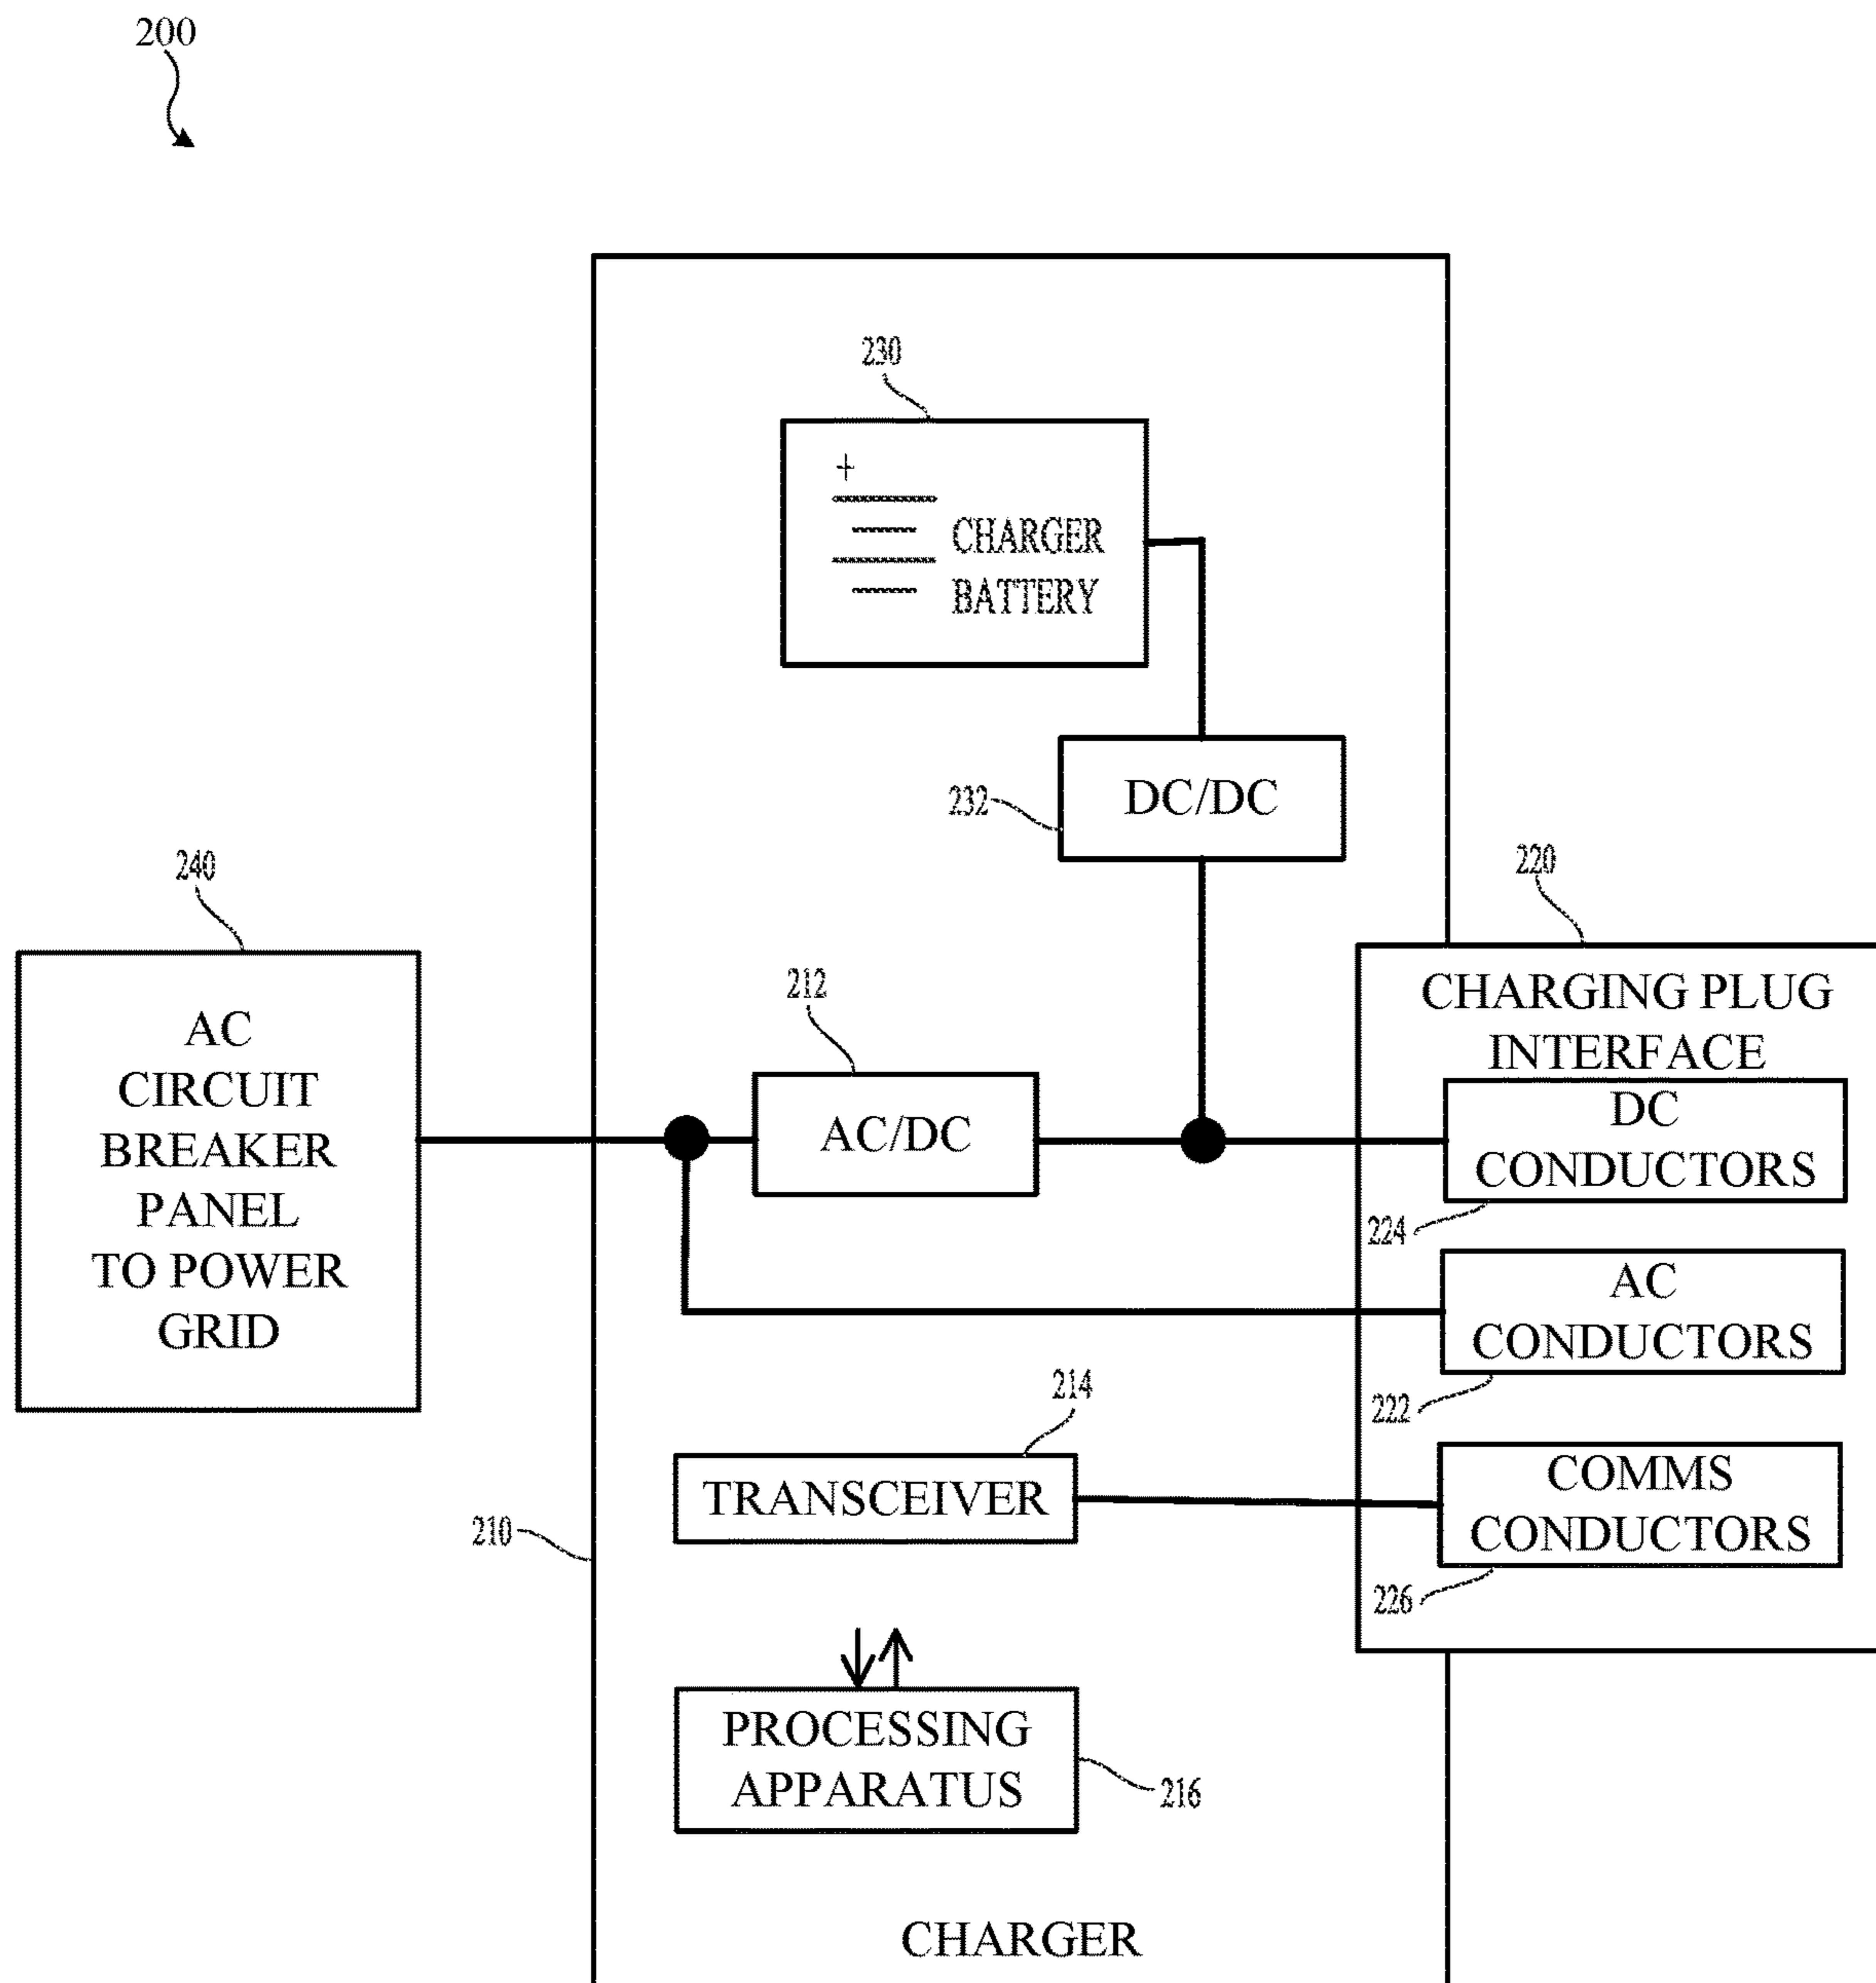 200
230
+
CHARGER
BATTERY
232
DC/DC
240
AC
CIRCUIT
BREAKER
PANEL
TO POWER
GRID
212
AC/DC
220
CHARGING PLUG
INTERFACE
DC
CONDUCTORS
224
AC
CONDUCTORS
222
214
TRANSCEIVER
COMMS
CONDUCTORS
226
210
PROCESSING
APPARATUS
216
CHARGER